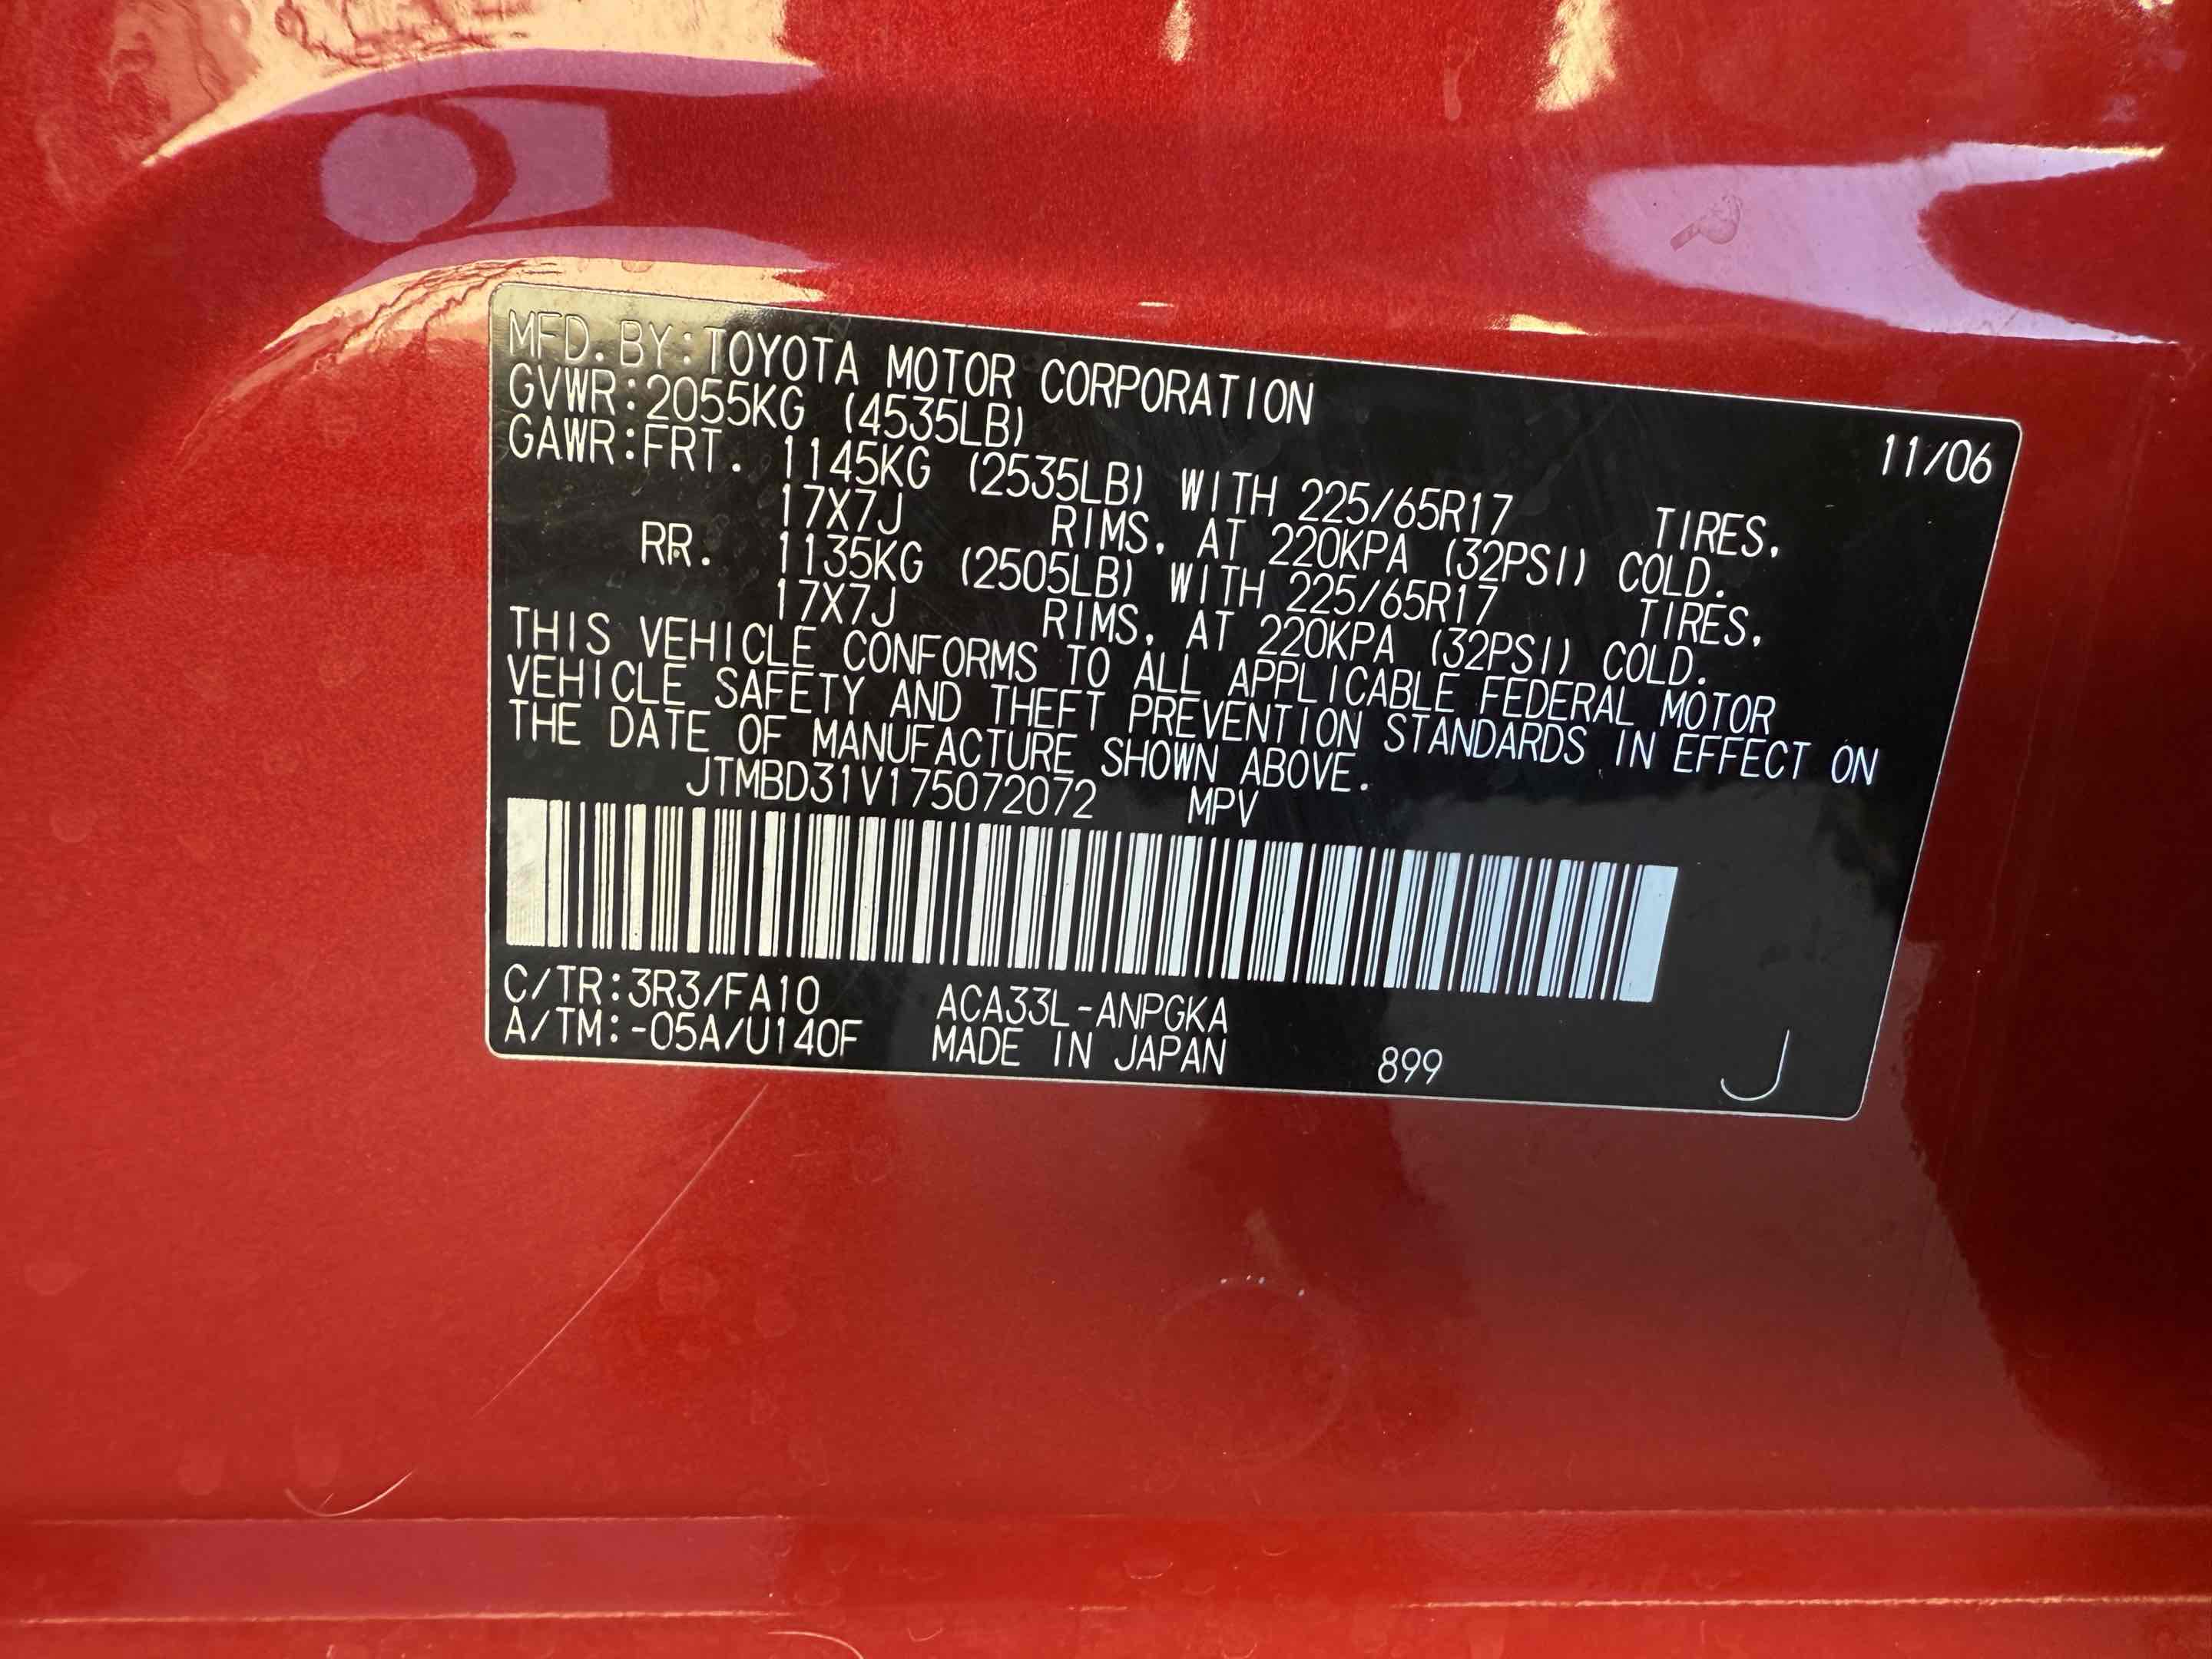 MFD. BY:TOYOTA MOTOR CORPORATION 11/06
GVWR:2055KG (4535LB)
GAWR:FRT. 1145KG (2535LB) WITH 225/65R17 TIRES,
17X7J RIMS, AT 220KPA (32PSI) COLD.
RR. 1135KG (2505LB) WITH 225/65R17 TIRES,
17X7J RIMS, AT 220KPA (32PSI) COLD.
THIS VEHICLE CONFORMS TO ALL APPLICABLE FEDERAL MOTOR
VEHICLE SAFETY AND THEFT PREVENTION STANDARDS IN EFFECT ON
THE DATE OF MANUFACTURE SHOWN ABOVE.
JTMBD31V175072072 MPV
C/TR:3R3/FA10 ACA33L-ANPGKA
A/TM:-05A/U140F MADE IN JAPAN 899 J